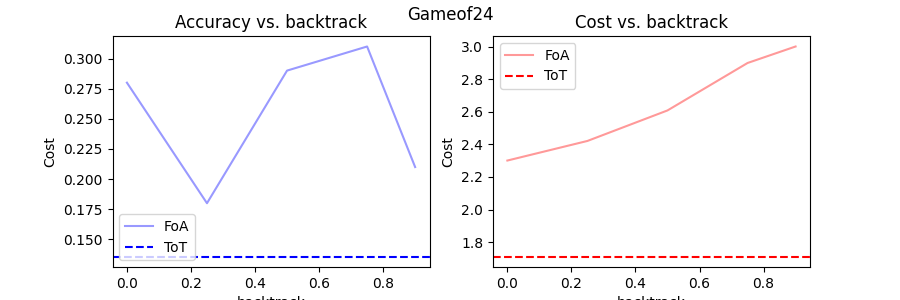 Gameof24
Accuracy vs. backtrack
Cost
0.300
0.275
0.250
0.225
0.200
0.175
0.150
FoA
ToT
0.0 0.2 0.4 0.6 0.8
backtrack
Cost vs. backtrack
Cost
3.0
2.8
2.6
2.4
2.2
2.0
1.8
FoA
ToT
0.0 0.2 0.4 0.6 0.8
backtrack